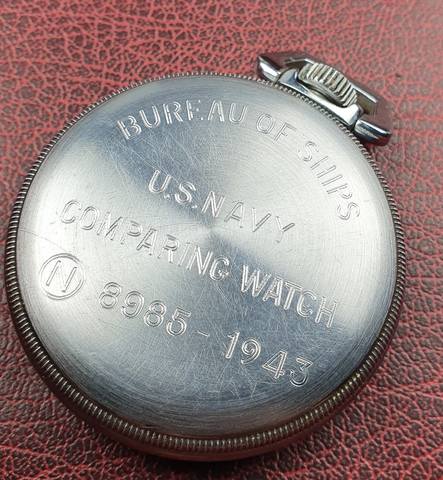 BUREAU OF SHIPS
U.S. NAVY
COMPARING WATCH
N 8985 - 1943